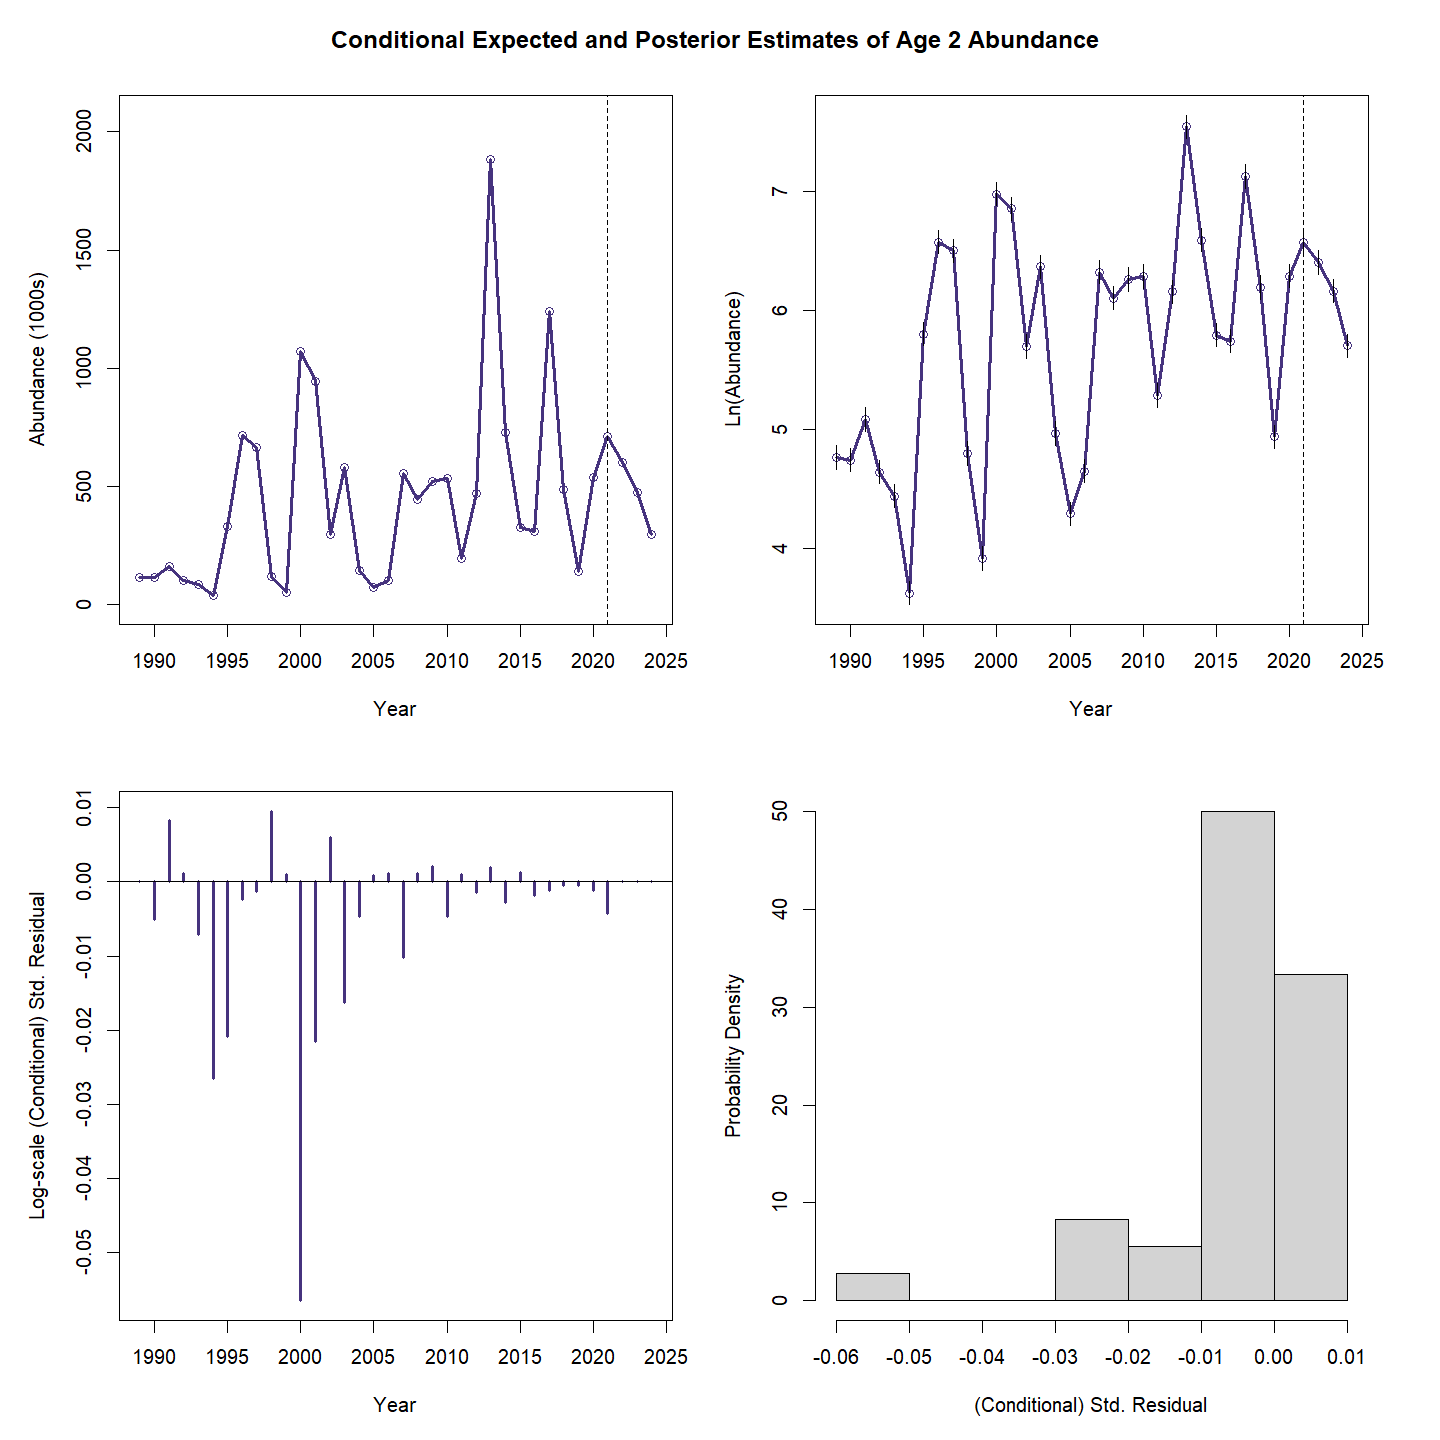 Conditional Expected and Posterior Estimates of Age 2 Abundance
Abundance (1000s)
2000
1500
1000
500
0
1990 1995 2000 2005 2010 2015 2020 2025
Year
Ln(Abundance)
7
6
5
4
1990 1995 2000 2005 2010 2015 2020 2025
Year
Log-scale (Conditional) Std. Residual
0.01
0.00
-0.01
-0.02
-0.03
-0.04
-0.05
1990 1995 2000 2005 2010 2015 2020 2025
Year
Probability Density
50
40
30
20
10
0
-0.06 -0.05 -0.04 -0.03 -0.02 -0.01 0.00 0.01
(Conditional) Std. Residual